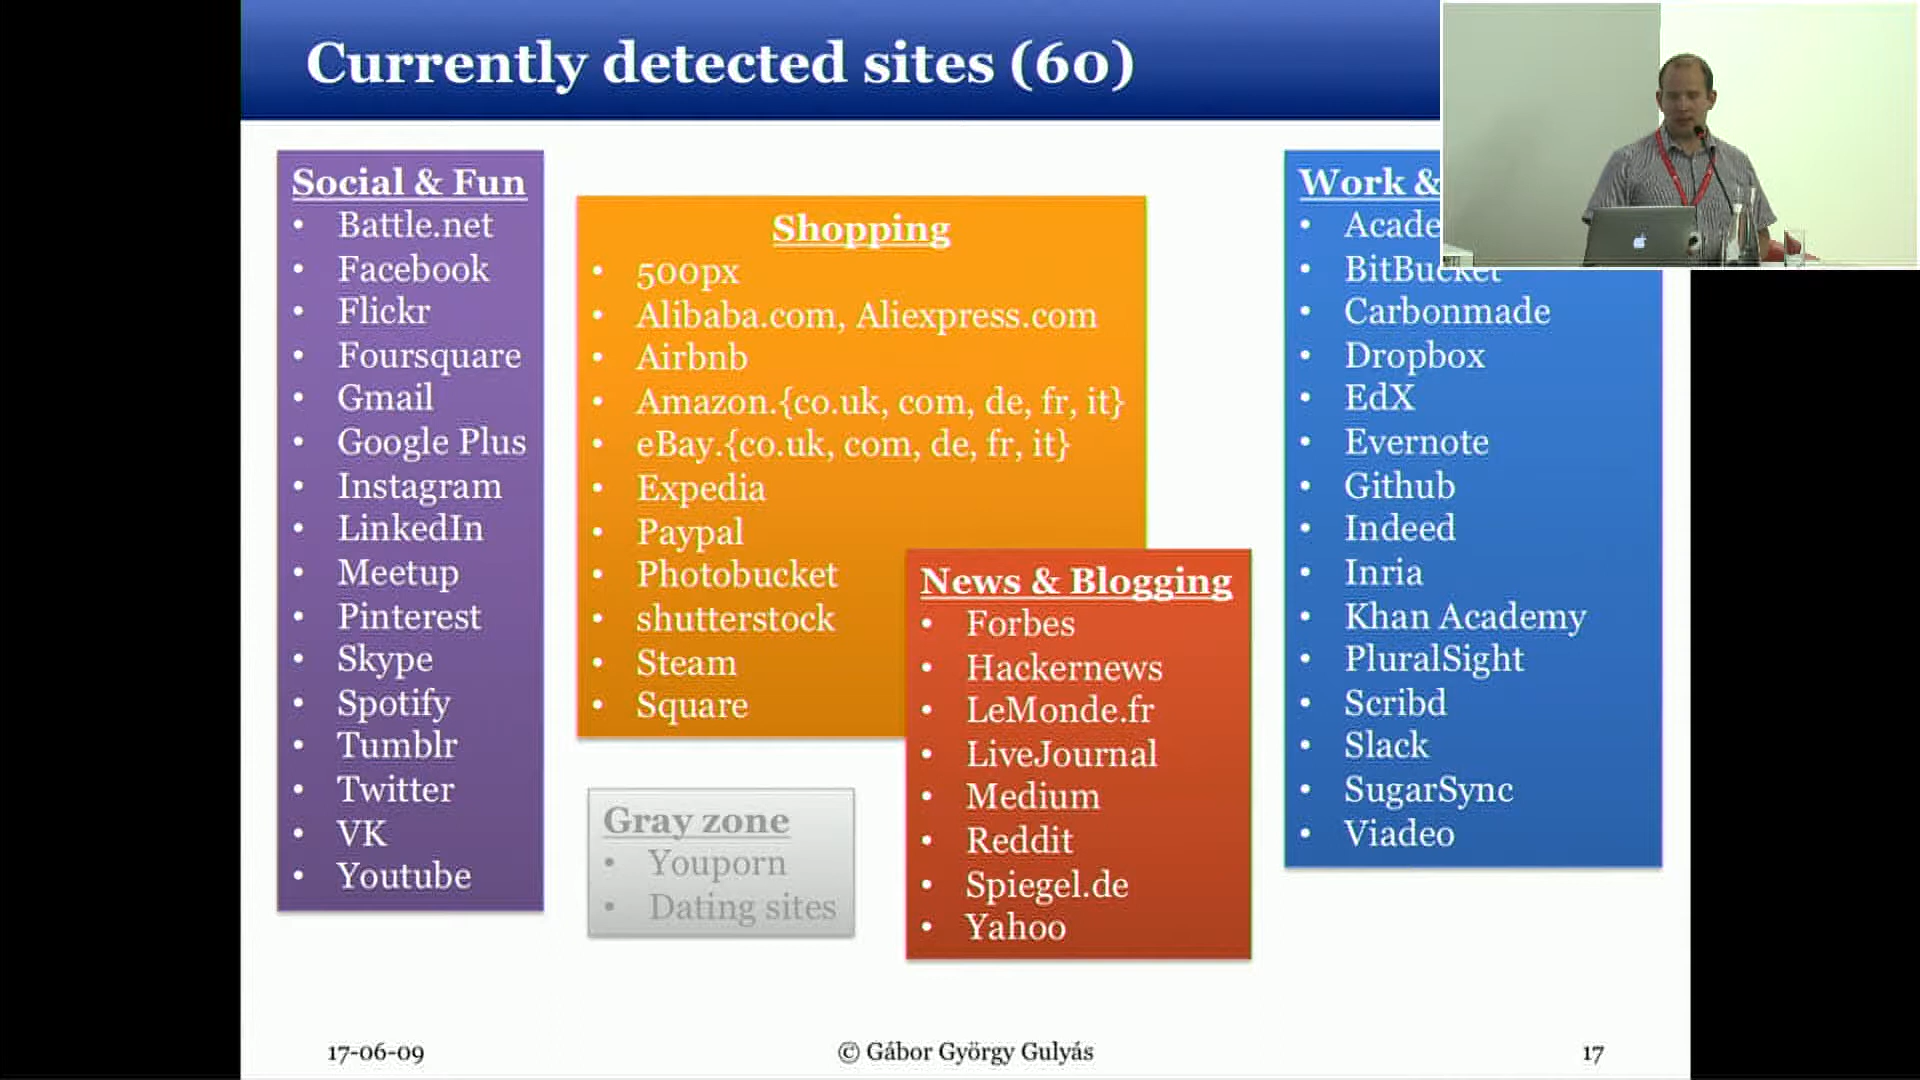 Currently detected sites (60)
Social & Fun
• Battle.net
• Facebook
• Flickr
• Foursquare
• Gmail
• Google Plus
• Instagram
• LinkedIn
• Meetup
• Pinterest
• Skype
• Spotify
• Tumblr
• Twitter
• VK
• Youtube
Shopping
• 500px
• Alibaba.com, Aliexpress.com
• Airbnb
• Amazon.{co.uk, com, de, fr, it}
• eBay.{co.uk, com, de, fr, it}
• Expedia
• Paypal
• Photobucket
• shutterstock
• Steam
• Square
Gray zone
• Youporn
• Dating sites
News & Blogging
• Forbes
• Hackernews
• LeMonde.fr
• LiveJournal
• Medium
• Reddit
• Spiegel.de
• Yahoo
Work &
• Acade
• BitBucket
• Carbonmade
• Dropbox
• EdX
• Evernote
• Github
• Indeed
• Inria
• Khan Academy
• PluralSight
• Scribd
• Slack
• SugarSync
• Viadeo
17-06-09
© Gábor György Gulyás
17